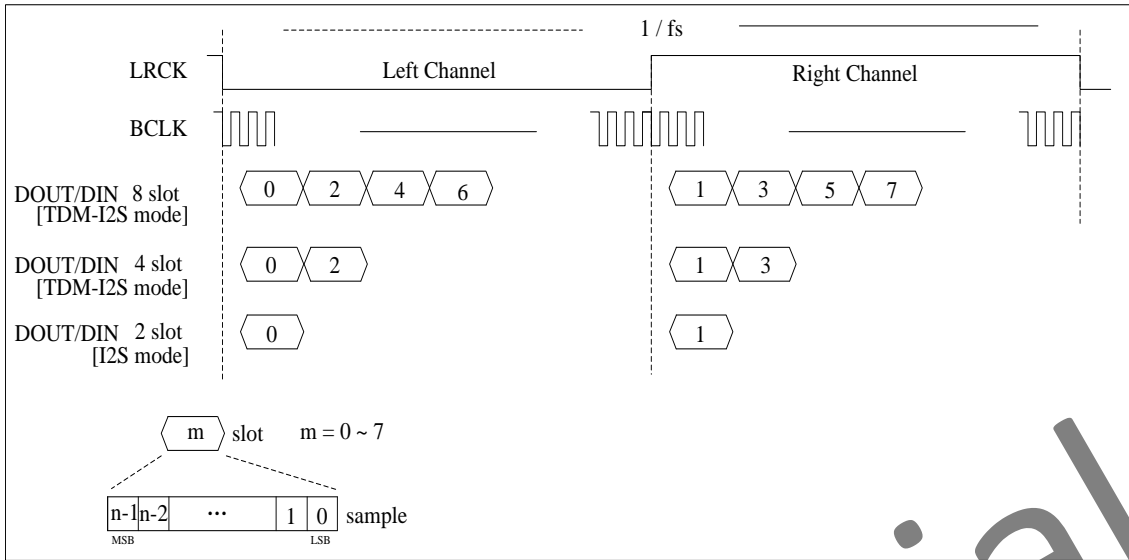 1 / fs
LRCK Left Channel Right Channel
BCLK
DOUT/DIN 8 slot 0 2 4 6 1 3 5 7
[TDM-I2S mode]
DOUT/DIN 4 slot 0 2 1 3
[TDM-I2S mode]
DOUT/DIN 2 slot 0 1
[I2S mode]
m slot m = 0 ~ 7
n-1 n-2 ... 1 0 sample
MSB LSB